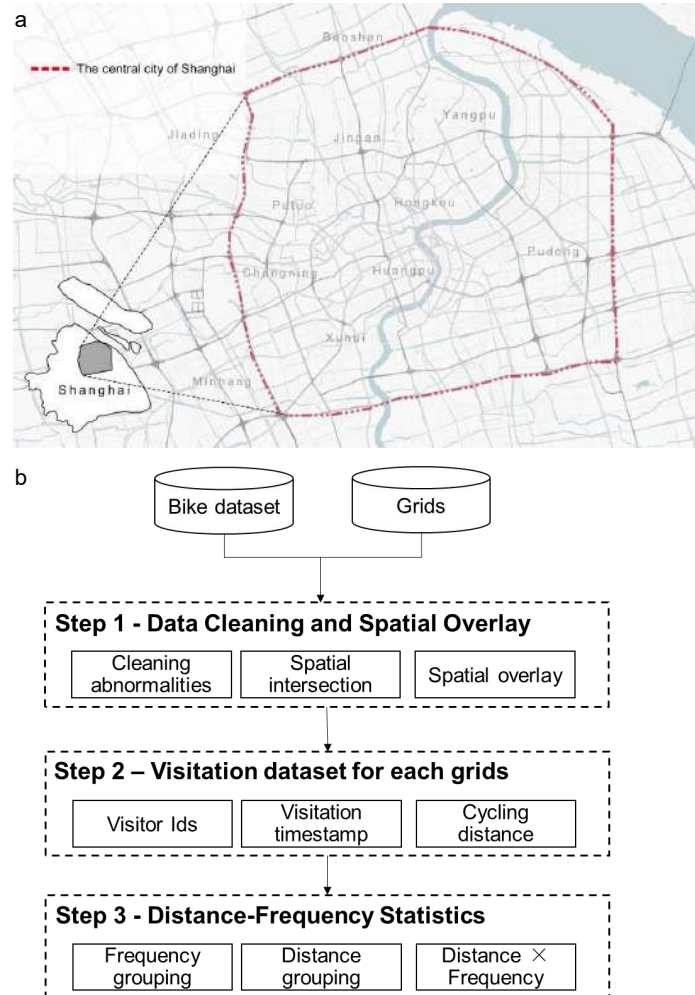 a
Baoshan
The central city of Shanghai
Yangpu
Jiading
Jingan
Putuo
Hongkou
Pudong
Changning
Huangpu
Xuhui
Minhang
Shanghai
b
Bike dataset
Grids
Step 1 - Data Cleaning and Spatial Overlay
Cleaning
abnormalities
Spatial
intersection
Spatial overlay
Step 2 – Visitation dataset for each grids
Visitor Ids
Visitation
timestamp
Cycling
distance
Step 3 - Distance-Frequency Statistics
Frequency
grouping
Distance
grouping
Distance ×
Frequency